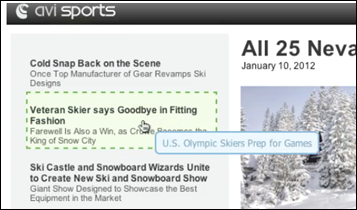 avi sports
Cold Snap Back on the Scene
Once Top Manufacturer of Gear Revamps Ski
Designs
Veteran Skier says Goodbye in Fitting
Fashion
Farewell Is Also a Win, as Becomes the
King of Snow City
U.S. Olympic Skiers Prep for Games
Ski Castle and Snowboard Wizards Unite
to Create New Ski and Snowboard Show
Giant Show Designed to Showcase the Best
Equipment in the Market
All 25 Neva
January 10, 2012